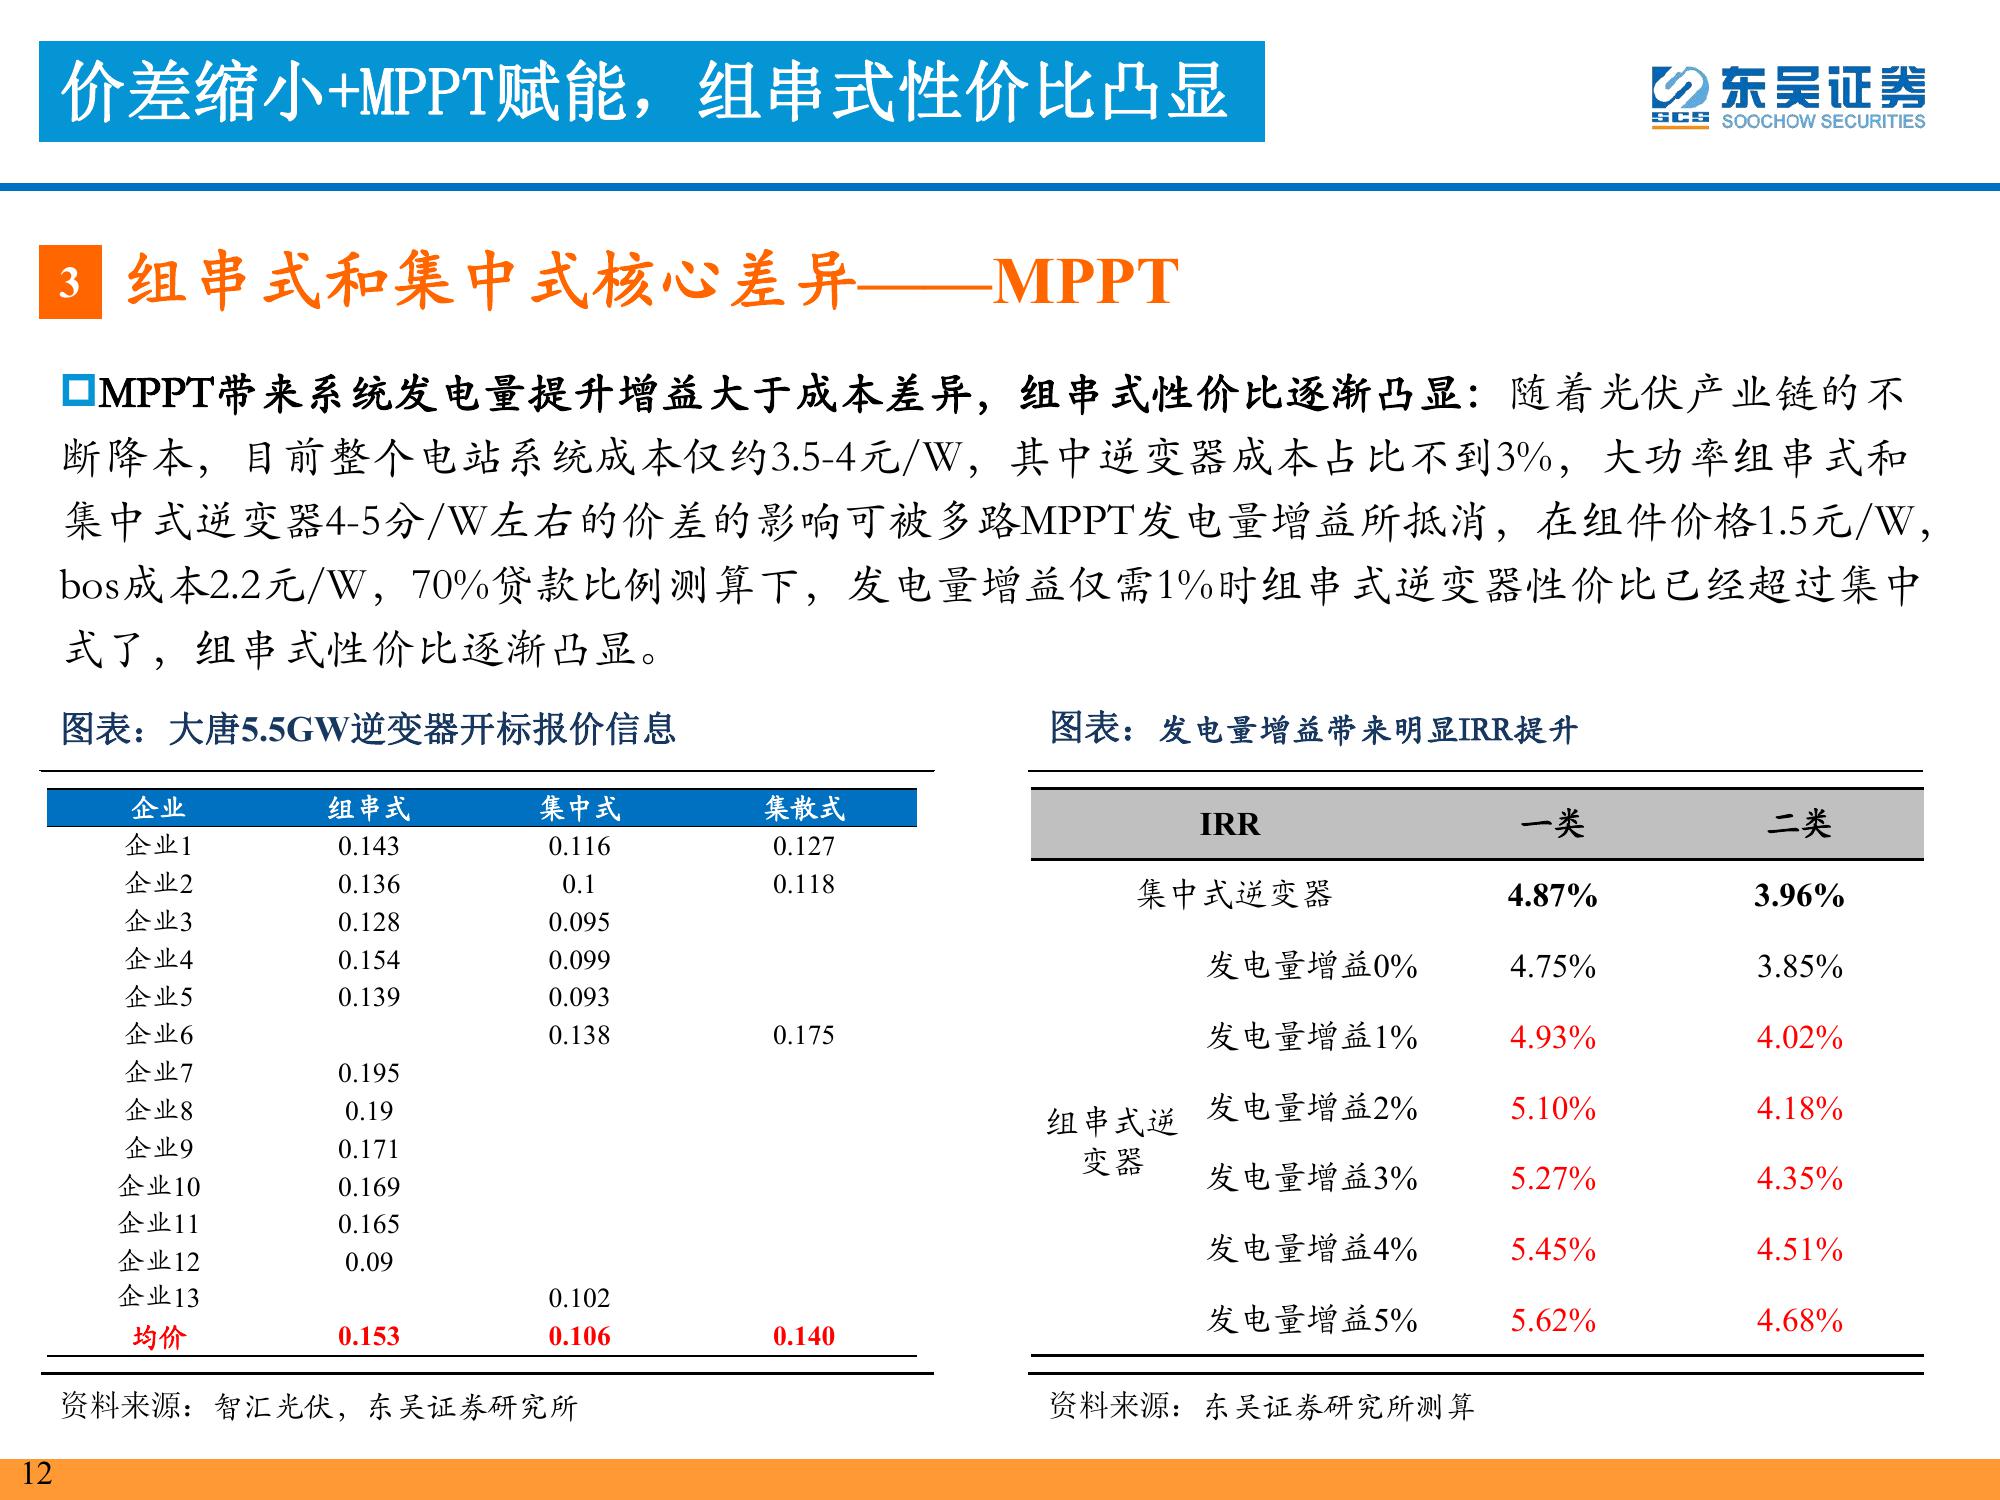 价差缩小+MPPT赋能，组串式性价比凸显
东吴证券
SCS SOOCHOW SECURITIES
3 组串式和集中式核心差异——MPPT
MPPT带来系统发电量提升增益大于成本差异，组串式性价比逐渐凸显：随着光伏产业链的不
断降本，目前整个电站系统成本仅约3.5-4元/W，其中逆变器成本占比不到3%，大功率组串式和
集中式逆变器4-5分/W左右的价差的影响可被多路MPPT发电量增益所抵消，在组件价格1.5元/W，
bos成本2.2元/W，70%贷款比例测算下，发电量增益仅需1%时组串式逆变器性价比已经超过集中
式了，组串式性价比逐渐凸显。
图表：大唐5.5GW逆变器开标报价信息
企业 组串式 集中式 集散式
企业1 0.143 0.116 0.127
企业2 0.136 0.1 0.118
企业3 0.128 0.095
企业4 0.154 0.099
企业5 0.139 0.093
企业6 0.138 0.175
企业7 0.195
企业8 0.19
企业9 0.171
企业10 0.169
企业11 0.165
企业12 0.09
企业13 0.102
均价 0.153 0.106 0.140
资料来源：智汇光伏，东吴证券研究所
图表：发电量增益带来明显IRR提升
IRR 一类 二类
集中式逆变器 4.87% 3.96%
发电量增益0% 4.75% 3.85%
发电量增益1% 4.93% 4.02%
发电量增益2% 5.10% 4.18%
组串式逆
变器
发电量增益3% 5.27% 4.35%
发电量增益4% 5.45% 4.51%
发电量增益5% 5.62% 4.68%
资料来源：东吴证券研究所测算
12